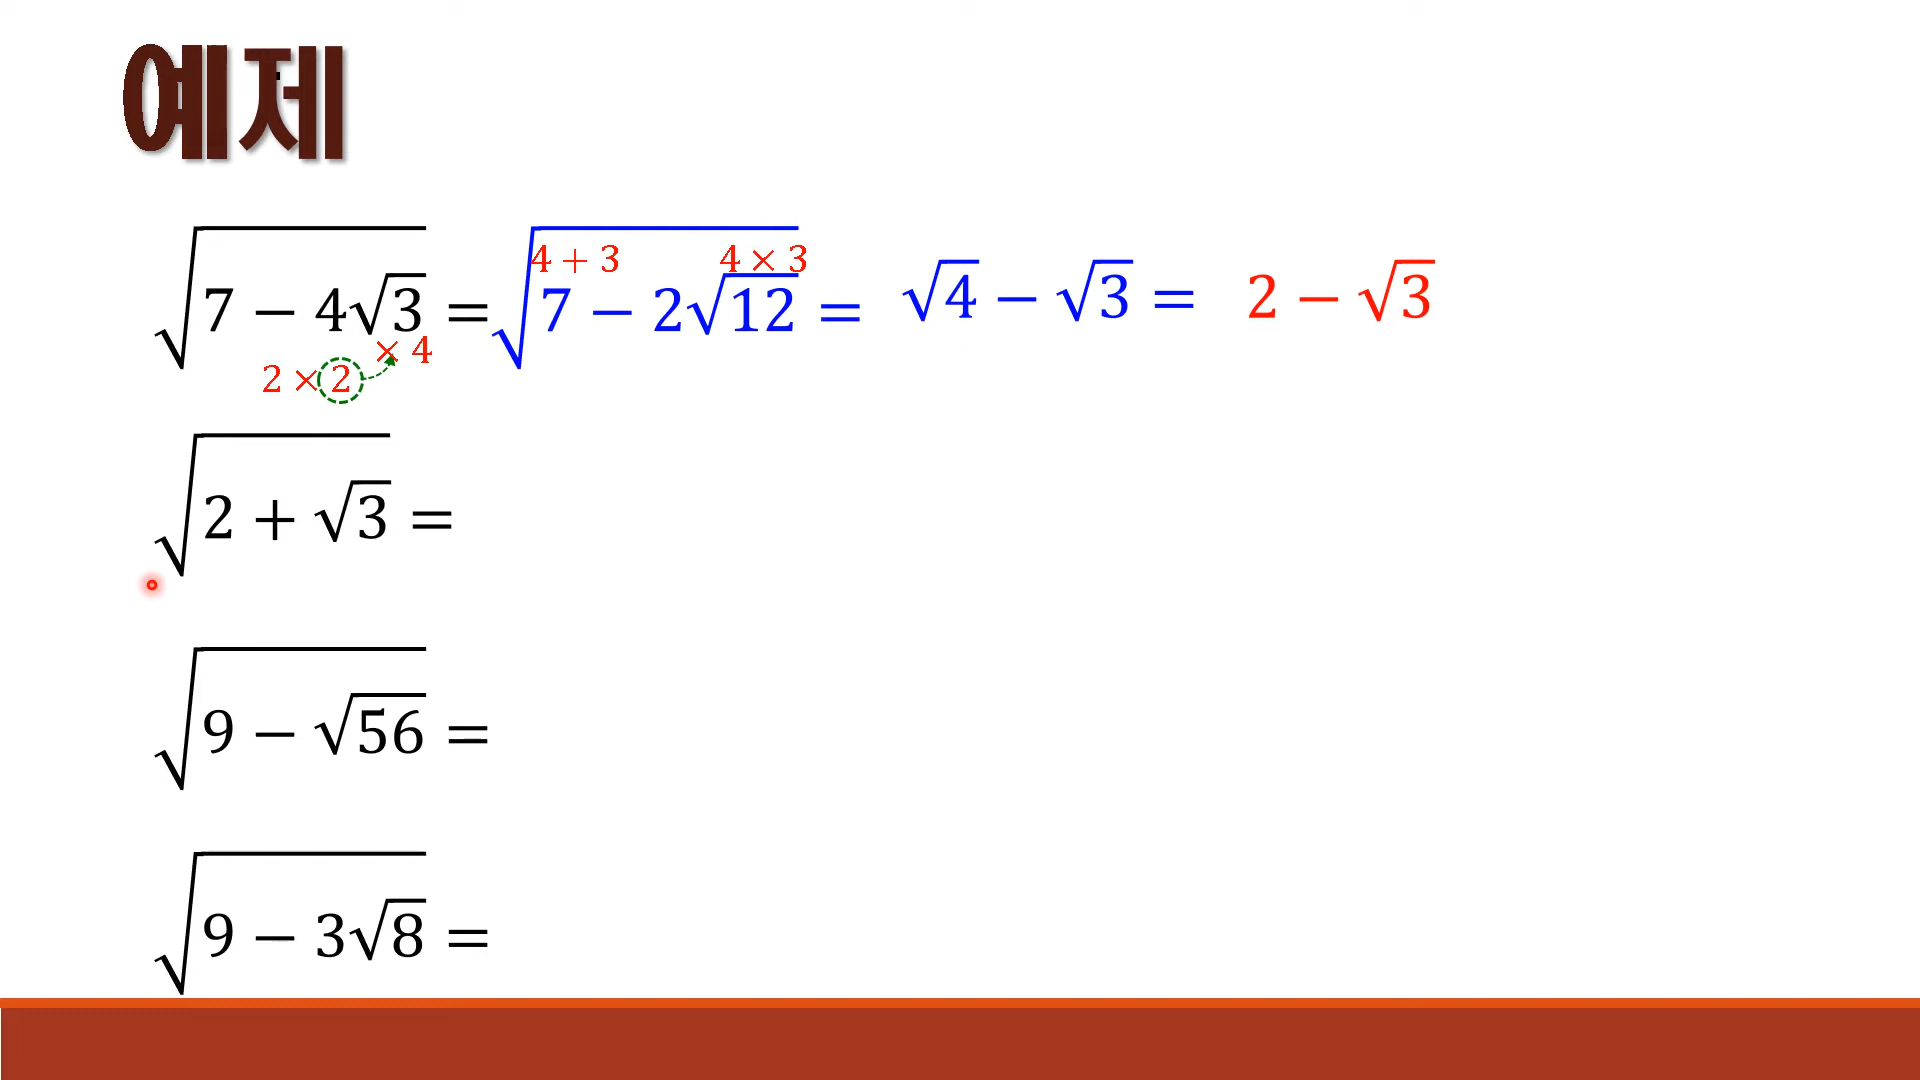 예제
√(7 − 4√3) = √(7 − 2√12) = √4 − √3 = 2 − √3
4 + 3 4 × 3
× 4
2 × 2
√(2 + √3) =
√(9 − √56) =
√(9 − 3√8) =